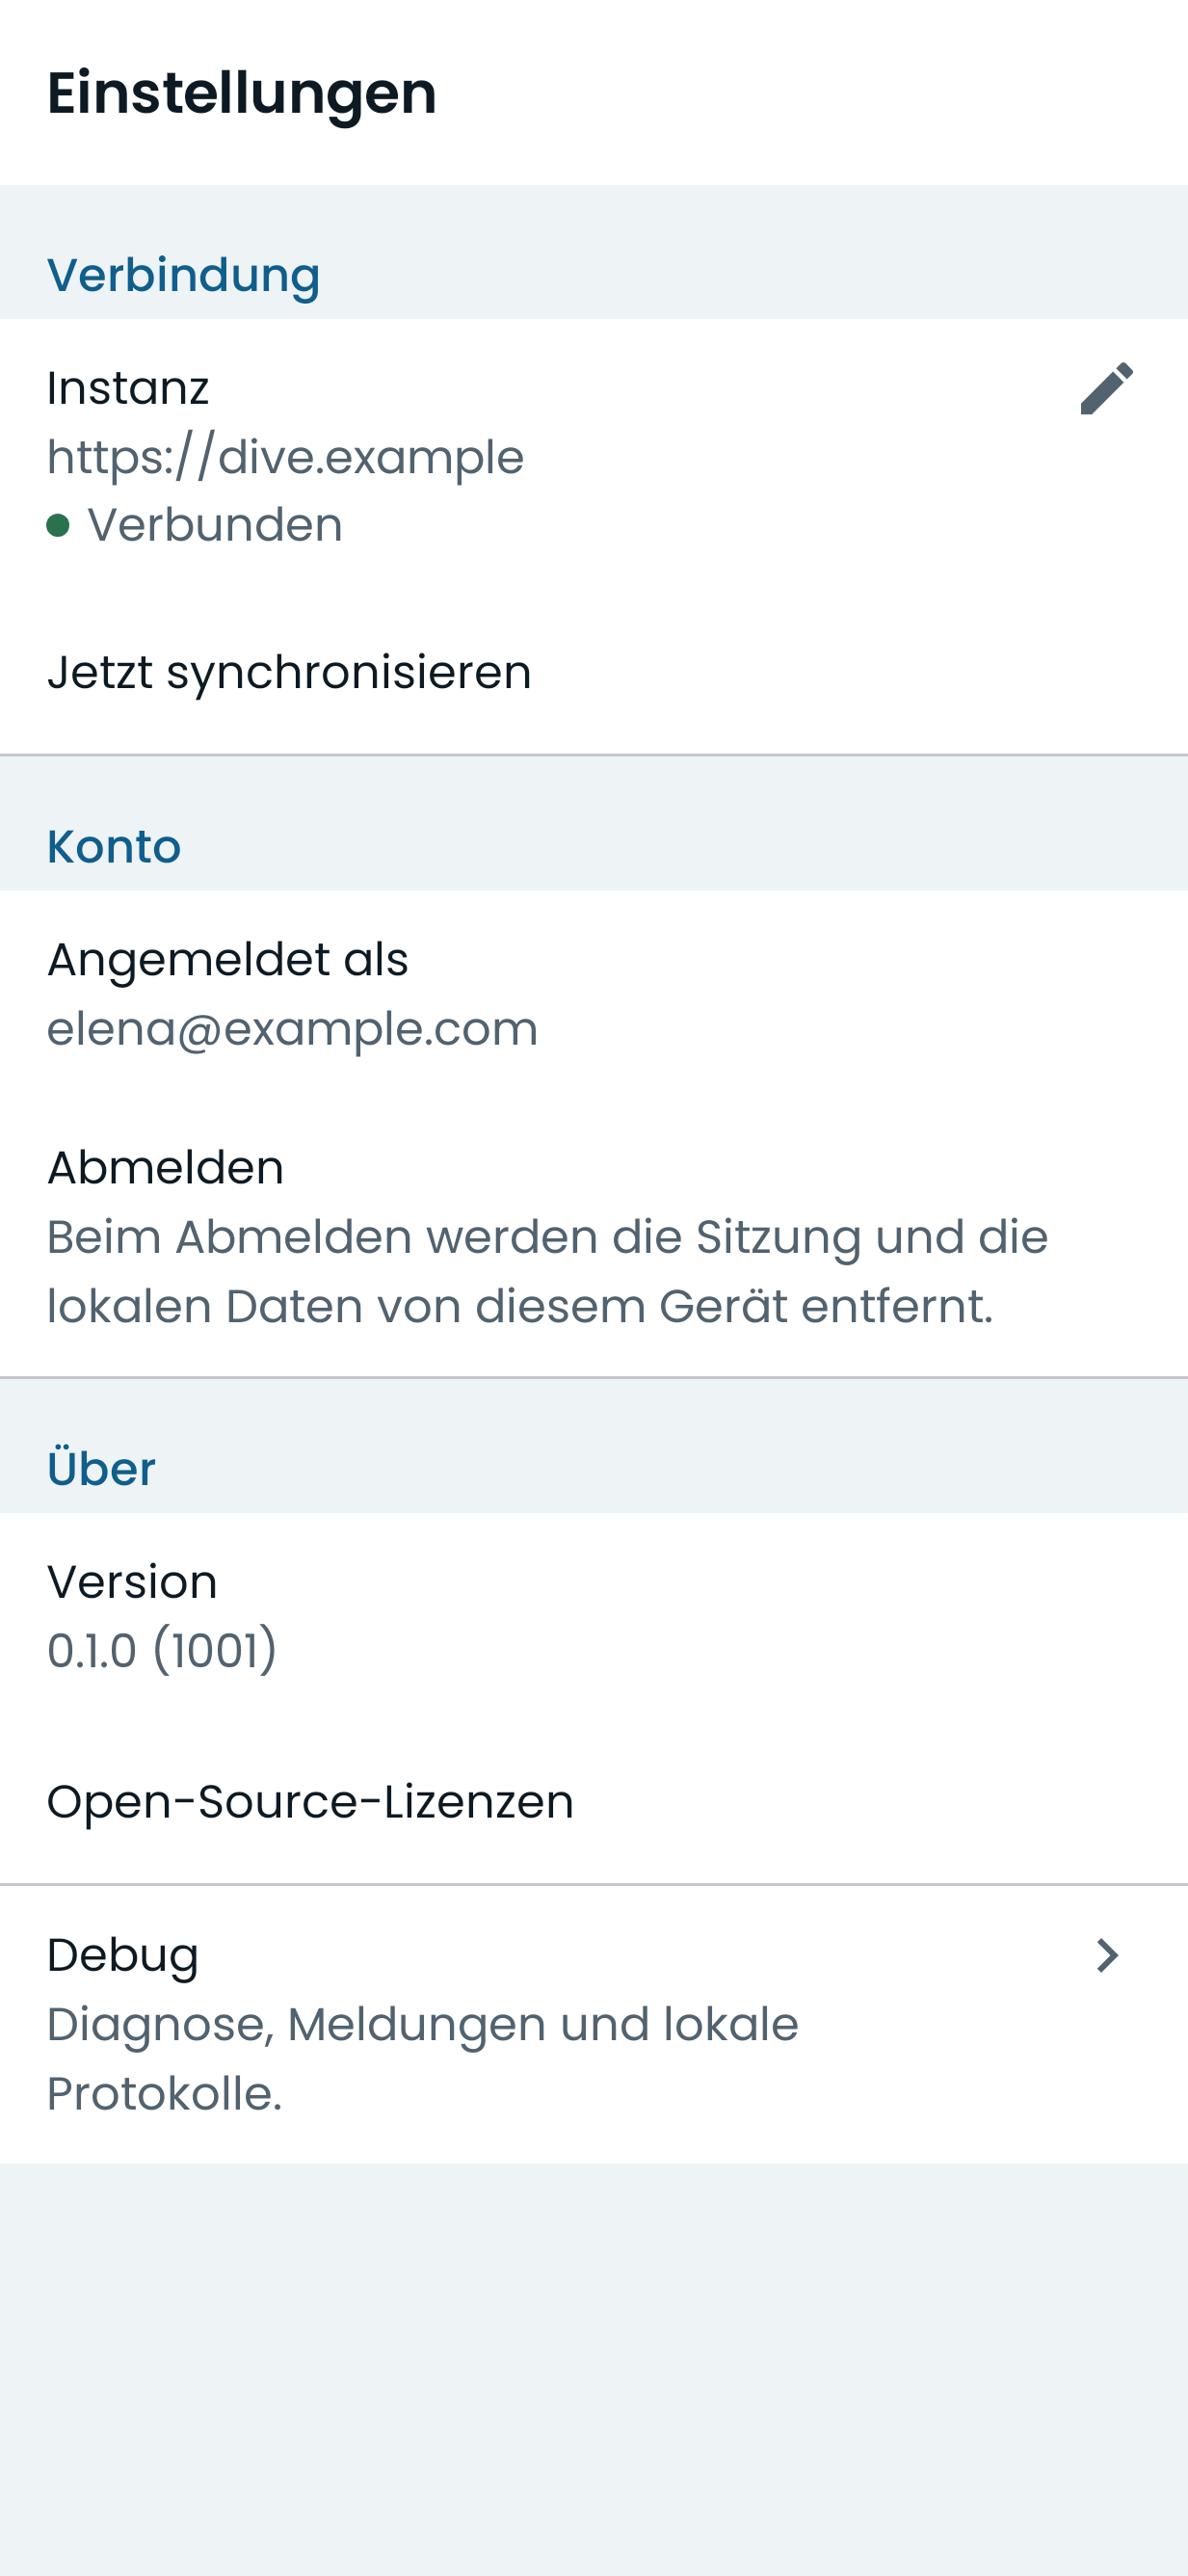 Einstellungen
Verbindung
Instanz
https://dive.example
Verbunden
Jetzt synchronisieren
Konto
Angemeldet als
elena@example.com
Abmelden
Beim Abmelden werden die Sitzung und die
lokalen Daten von diesem Gerät entfernt.
Über
Version
0.1.0 (1001)
Open-Source-Lizenzen
Debug
Diagnose, Meldungen und lokale
Protokolle.